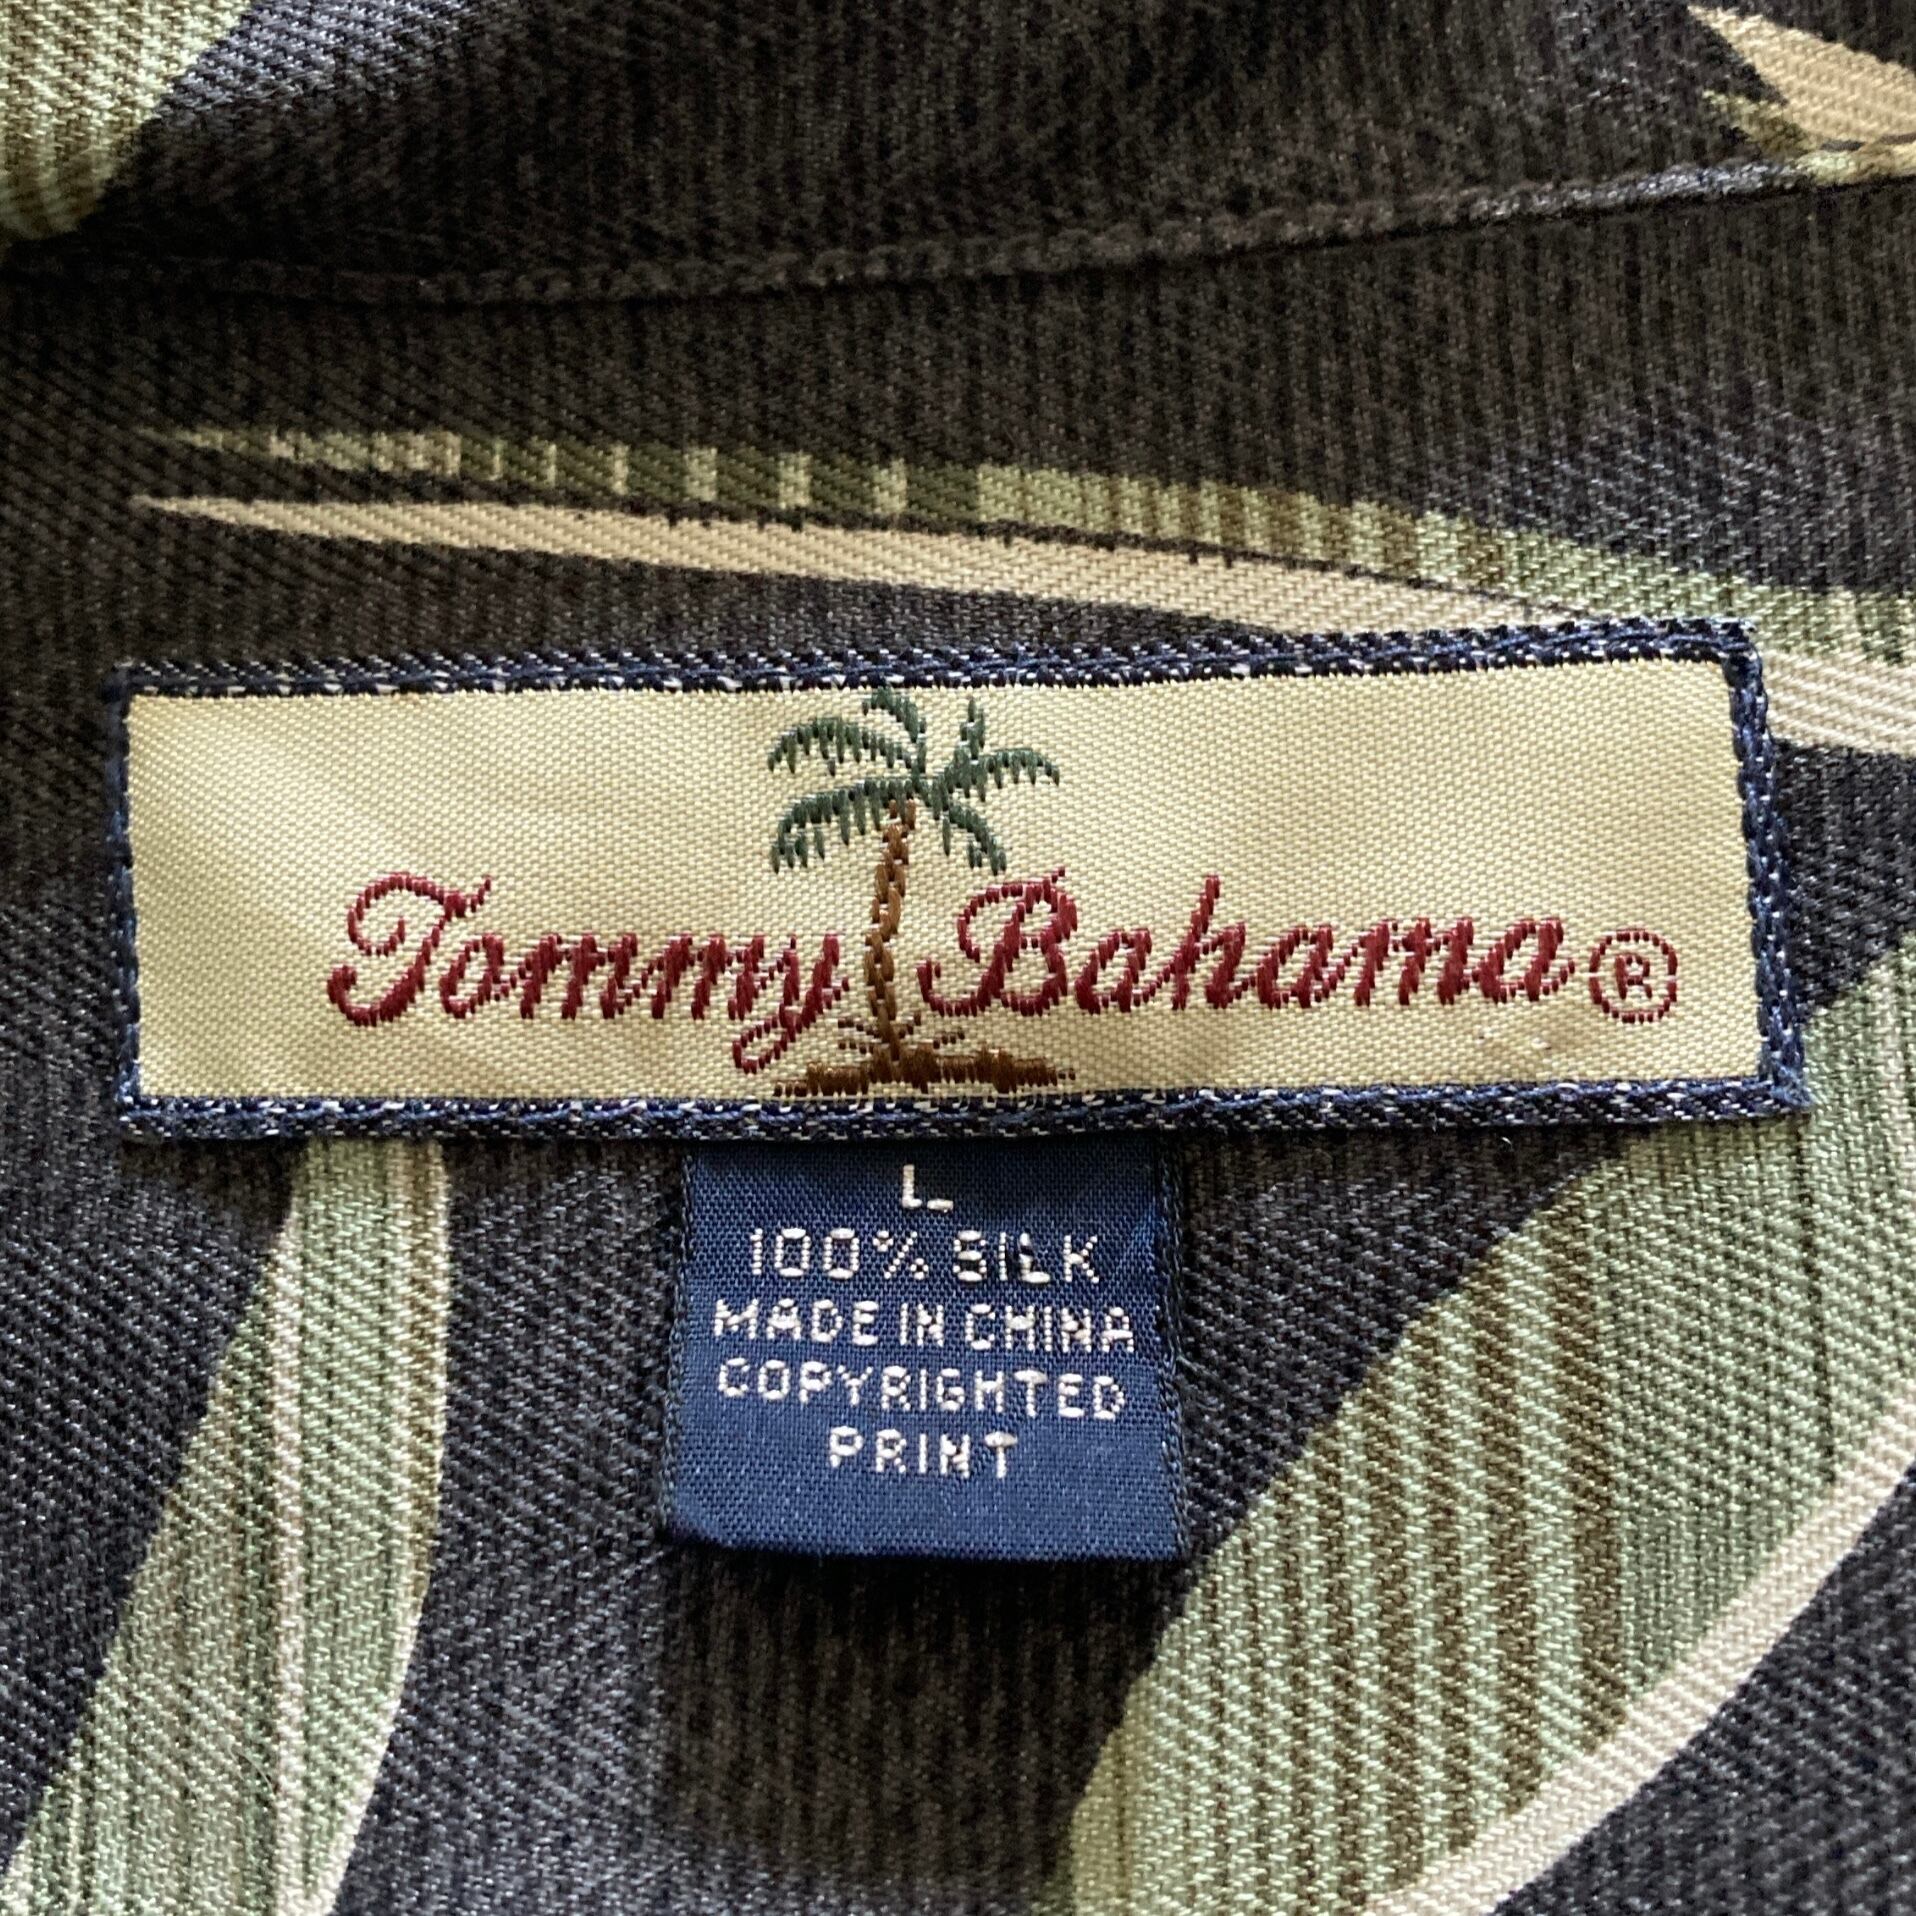 Tommy Bahama®
L
100% SILK
MADE IN CHINA
COPYRIGHTED
PRINT